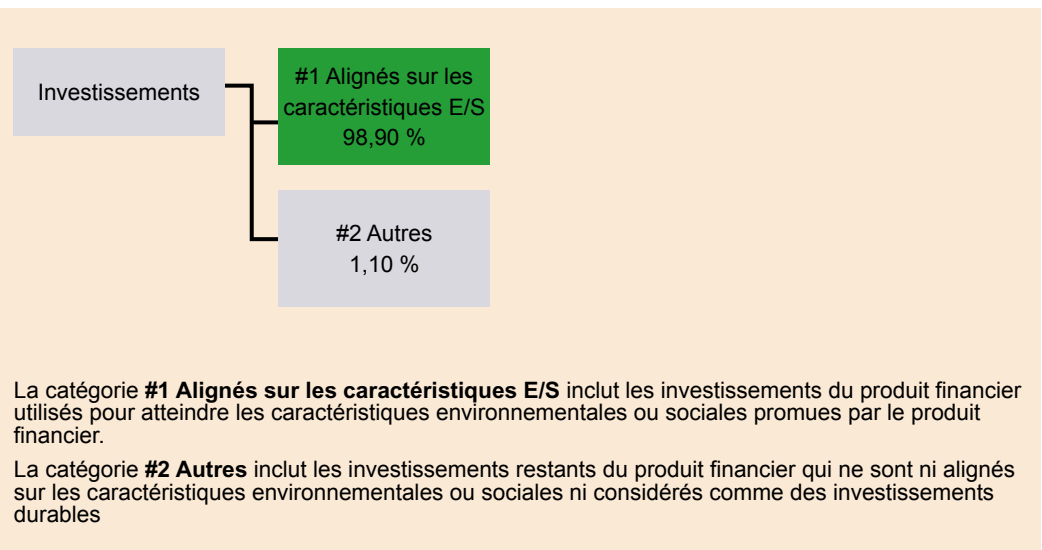 Investissements
#1 Alignés sur les
caractéristiques E/S
98,90 %
#2 Autres
1,10 %
La catégorie #1 Alignés sur les caractéristiques E/S inclut les investissements du produit financier
utilisés pour atteindre les caractéristiques environnementales ou sociales promues par le produit
financier.
La catégorie #2 Autres inclut les investissements restants du produit financier qui ne sont ni alignés
sur les caractéristiques environnementales ou sociales ni considérés comme des investissements
durables